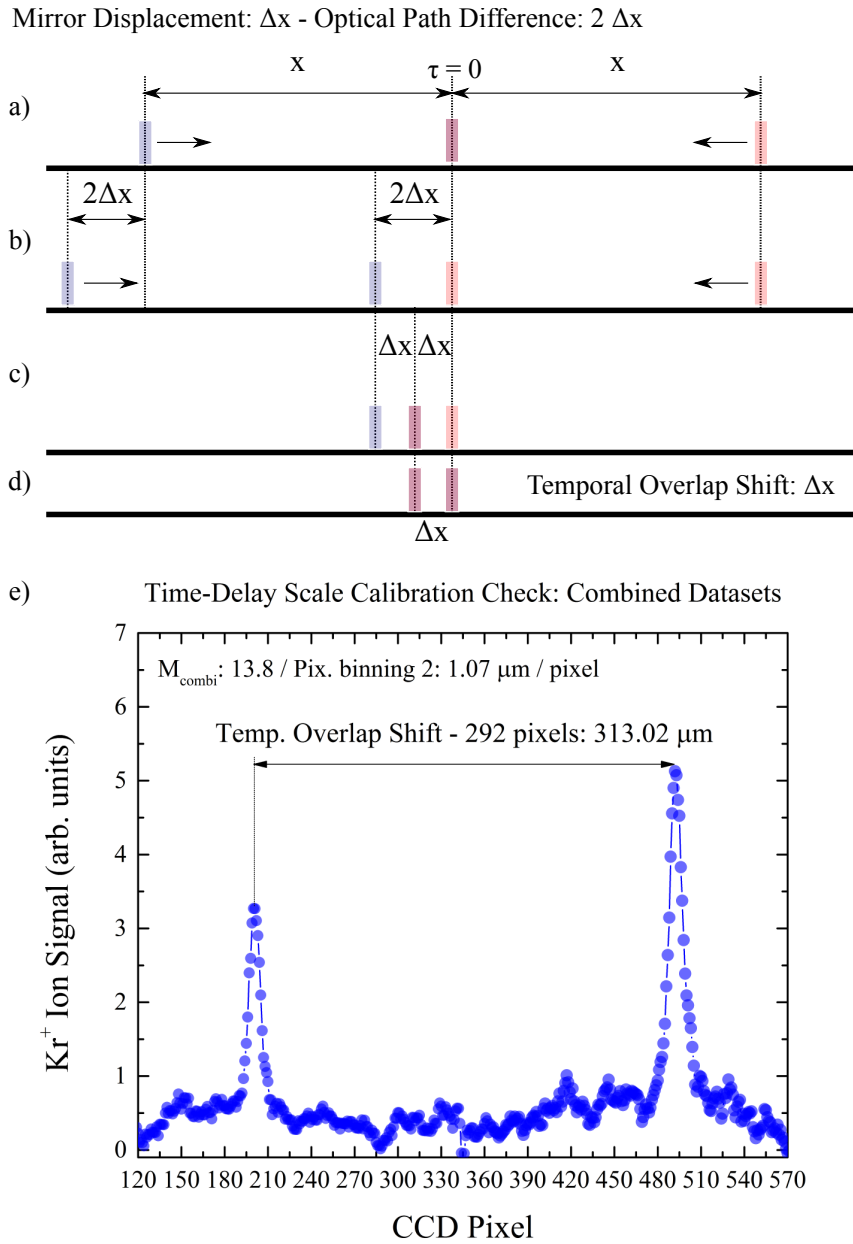 Mirror Displacement: Δx - Optical Path Difference: 2 Δx
x
τ = 0
x
a)
2Δx
2Δx
b)
Δx
Δx
c)
d)
Temporal Overlap Shift: Δx
Δx
e)
Time-Delay Scale Calibration Check: Combined Datasets
M_combi: 13.8 / Pix. binning 2: 1.07 μm / pixel
Temp. Overlap Shift - 292 pixels: 313.02 μm
Kr⁺ Ion Signal (arb. units)
7
6
5
4
3
2
1
0
120 150 180 210 240 270 300 330 360 390 420 450 480 510 540 570
CCD Pixel